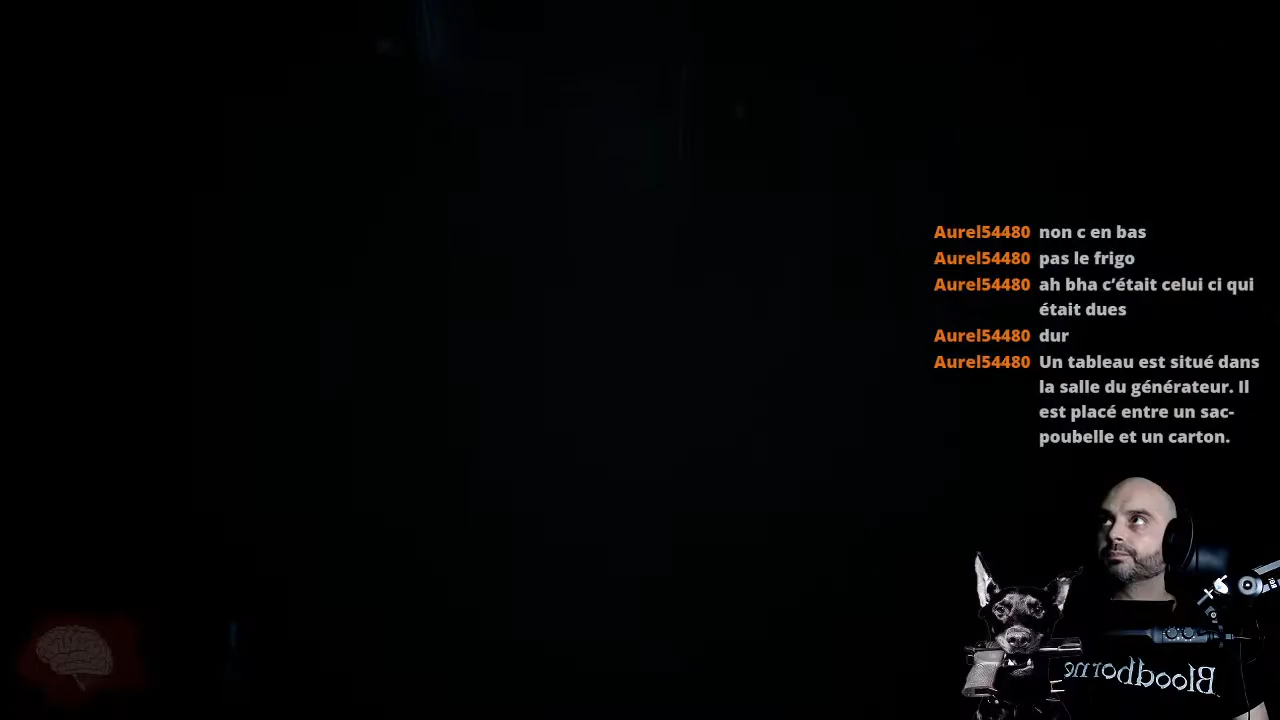 Aurel54480 non c en bas
Aurel54480 pas le frigo
Aurel54480 ah bha c’était celui ci qui
était dues
Aurel54480 dur
Aurel54480 Un tableau est situé dans
la salle du générateur. Il
est placé entre un sac-
poubelle et un carton.
Bloodborne